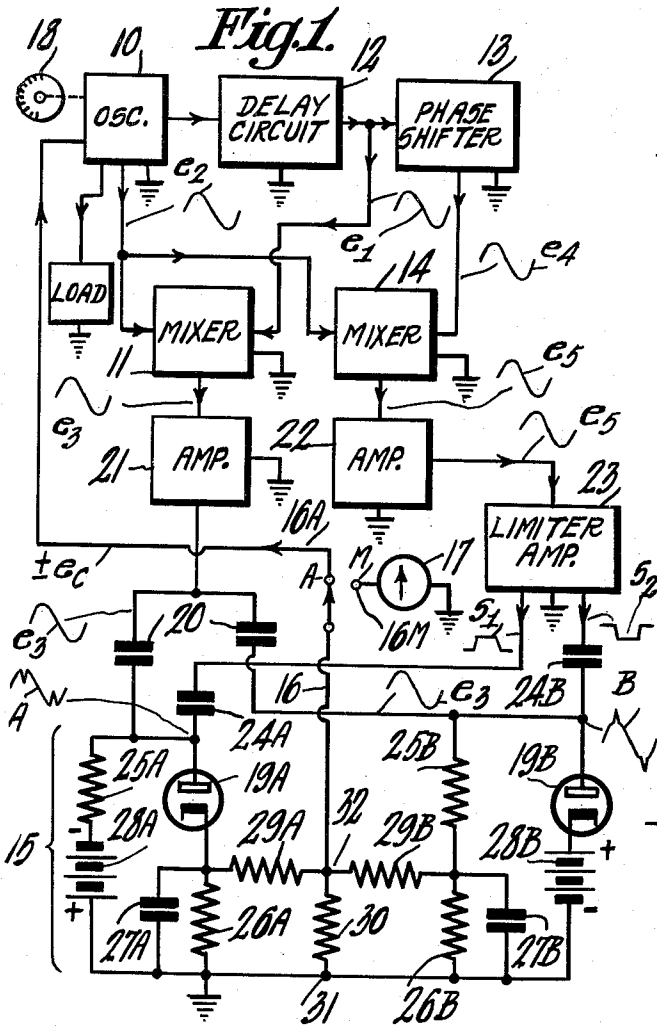 Fig.1.
18
10
12
13
OSC.
DELAY
CIRCUIT
PHASE
SHIFTER
e2
e1
e4
LOAD
14
MIXER
MIXER
11
e5
e3
21
AMP.
22
AMP.
e5
23
LIMITER
AMP.
16A
±ec
A
M
17
16M
S1
S2
e3
20
24B
16
e3
B
A
24A
25A
19A
25B
19B
15
28A
-
+
29A
32
29B
28B
+
-
27A
26A
30
31
26B
27B